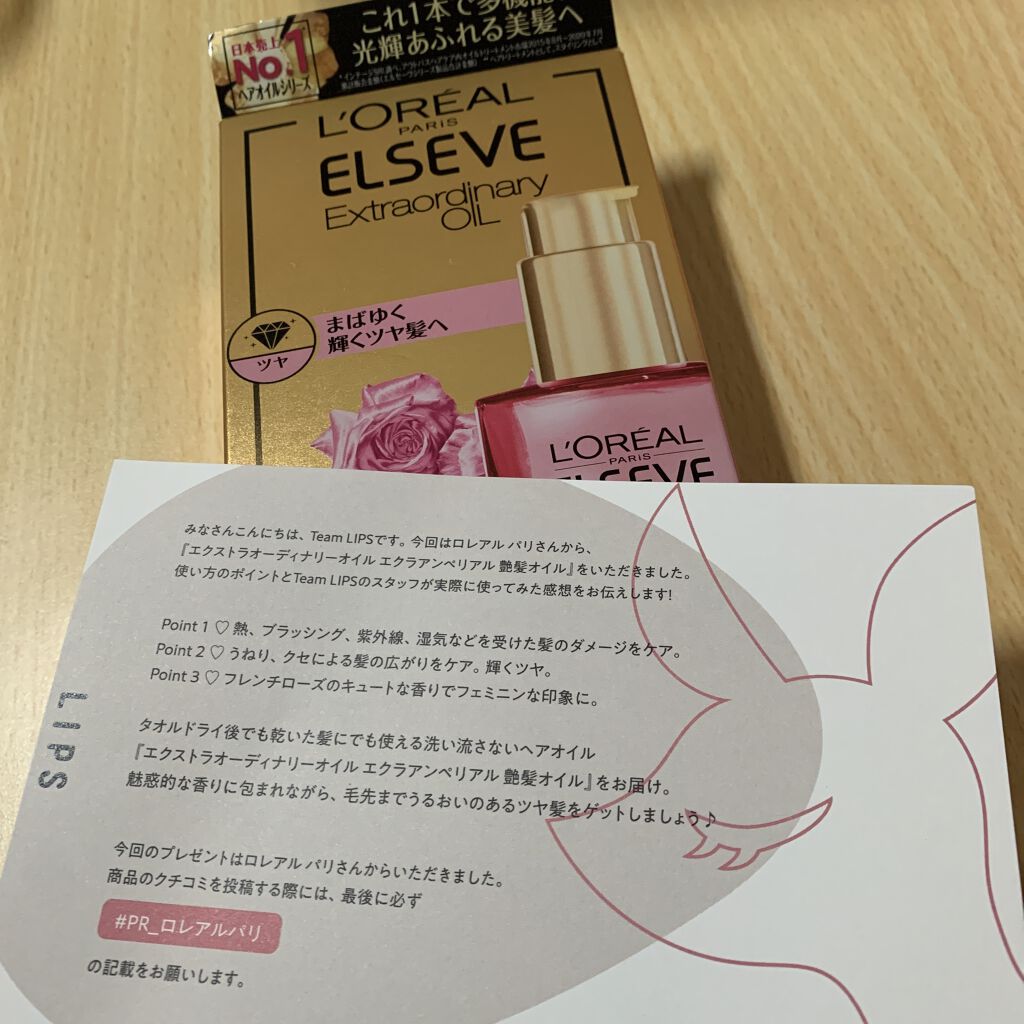 これ1本で多機能
光輝あふれる美髪へ
日本売上
No.1
ヘアオイルシリーズ
L'ORÉAL
PARIS
ELSEVE
Extraordinary
OIL
まばゆく
輝くツヤ髪へ
ツヤ
L'ORÉAL
PARIS
ELSEVE
みなさんこんにちは、Team LIPSです。今回はロレアル パリさんから、
『エクストラオーディナリーオイル エクラアンペリアル 艶髪オイル』をいただきました。
使い方のポイントとTeam LIPSのスタッフが実際に使ってみた感想をお伝えします!
Point 1 ♡ 熱、ブラッシング、紫外線、湿気などを受けた髪のダメージをケア。
Point 2 ♡ うねり、クセによる髪の広がりをケア。輝くツヤ。
Point 3 ♡ フレンチローズのキュートな香りでフェミニンな印象に。
LIPS
タオルドライ後でも乾いた髪にでも使える洗い流さないヘアオイル
『エクストラオーディナリーオイル エクラアンペリアル 艶髪オイル』をお届け。
魅惑的な香りに包まれながら、毛先までうるおいのあるツヤ髪をゲットしましょう♪
今回のプレゼントはロレアル パリさんからいただきました。
商品のクチコミを投稿する際には、最後に必ず
#PR_ロレアルパリ
の記載をお願いします。